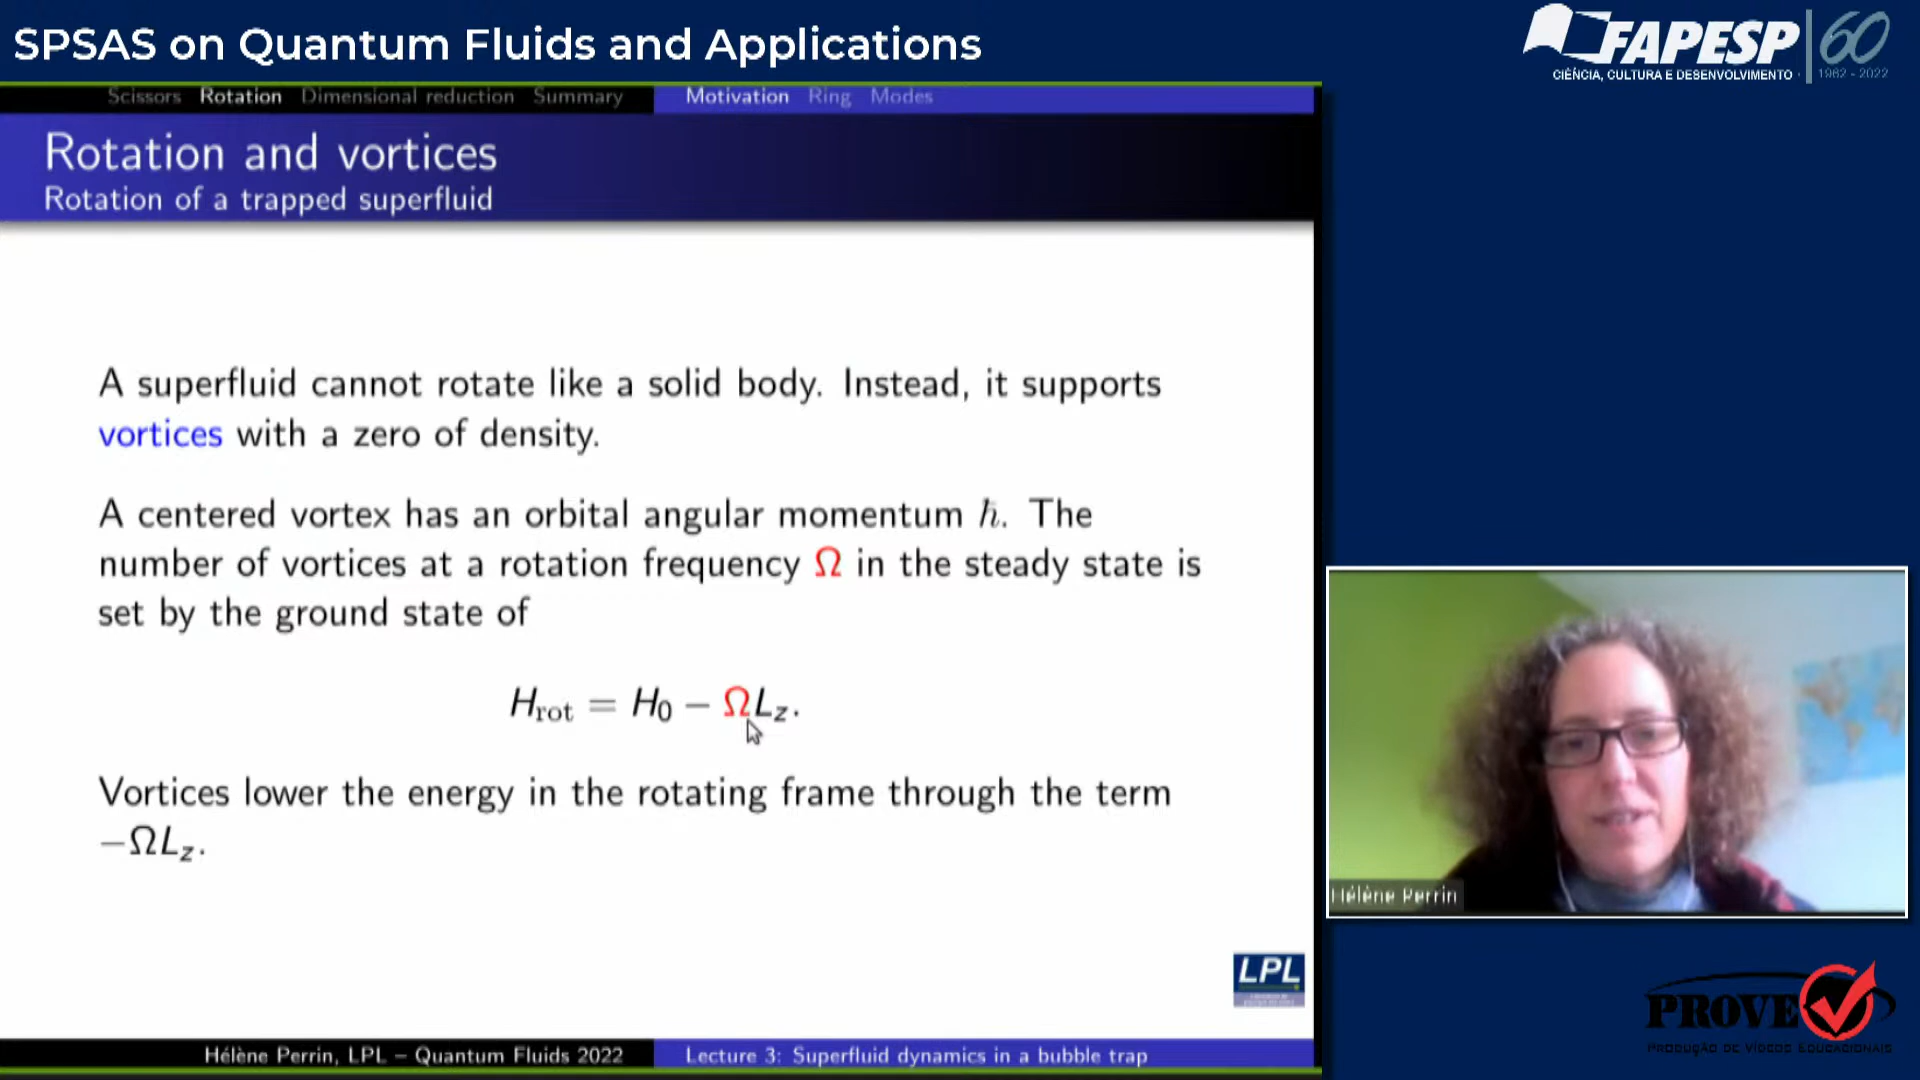 SPSAS on Quantum Fluids and Applications
FAPESP 60
CIÊNCIA, CULTURA E DESENVOLVIMENTO
1962 - 2022
Scissors Rotation Dimensional reduction Summary Motivation Ring Modes
Rotation and vortices
Rotation of a trapped superfluid
A superfluid cannot rotate like a solid body. Instead, it supports
vortices with a zero of density.
A centered vortex has an orbital angular momentum ℏ. The
number of vortices at a rotation frequency Ω in the steady state is
set by the ground state of
H_rot = H_0 − ΩL_z.
Vortices lower the energy in the rotating frame through the term
−ΩL_z.
Hélène Perrin
LPL
PROVE
PRODUÇÃO DE VÍDEOS EDUCACIONAIS
Hélène Perrin, LPL – Quantum Fluids 2022 Lecture 3: Superfluid dynamics in a bubble trap